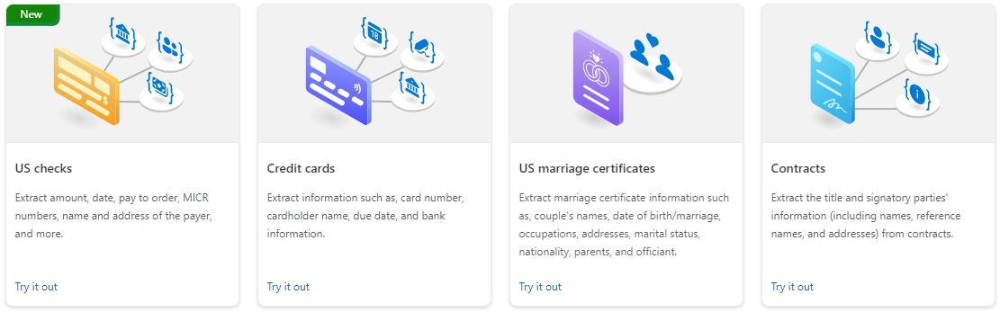 New
18
$
US checks
Extract amount, date, pay to order, MICR
numbers, name and address of the payer,
and more.
Try it out
Credit cards
Extract information such as, card number,
cardholder name, due date, and bank
information.
Try it out
US marriage certificates
Extract marriage certificate information such
as, couple's names, date of birth/marriage,
occupations, addresses, marital status,
nationality, parents, and officiant.
Try it out
Contracts
Extract the title and signatory parties'
information (including names, reference
names, and addresses) from contracts.
Try it out